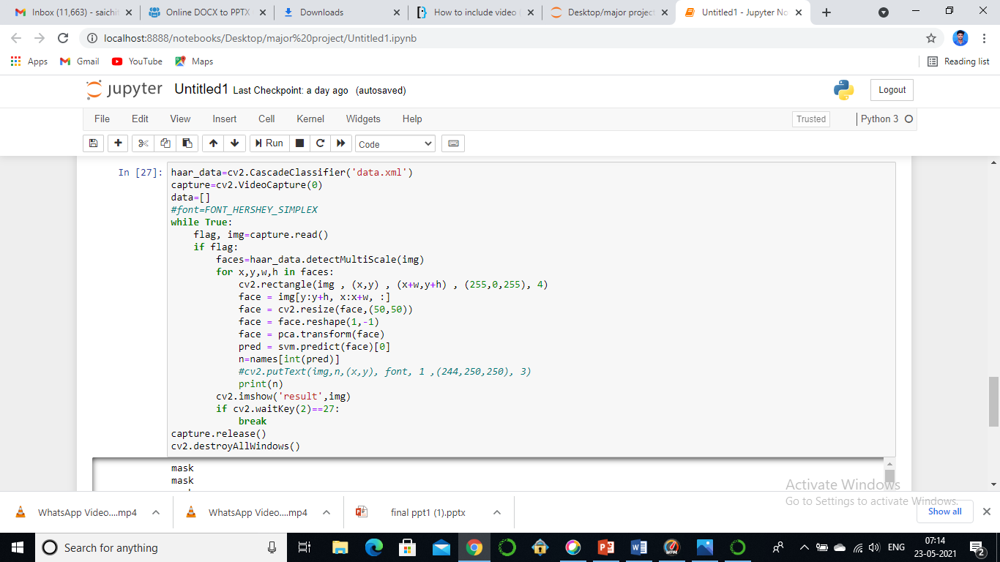 Inbox (11,663) - saichit
Online DOCX to PPTX
Downloads
How to include video (
Desktop/major project
Untitled1 - Jupyter No
localhost:8888/notebooks/Desktop/major%20project/Untitled1.ipynb
Apps
Gmail
YouTube
Maps
Reading list
jupyter
Untitled1
Last Checkpoint: a day ago
(autosaved)
Logout
File
Edit
View
Insert
Cell
Kernel
Widgets
Help
Trusted
Python 3
Run
Code
In [27]:
haar_data=cv2.CascadeClassifier('data.xml')
capture=cv2.VideoCapture(0)
data=[]
#font=FONT_HERSHEY_SIMPLEX
while True:
    flag, img=capture.read()
    if flag:
        faces=haar_data.detectMultiScale(img)
        for x,y,w,h in faces:
            cv2.rectangle(img , (x,y) , (x+w,y+h) , (255,0,255), 4)
            face = img[y:y+h, x:x+w, :]
            face = cv2.resize(face,(50,50))
            face = face.reshape(1,-1)
            face = pca.transform(face)
            pred = svm.predict(face)[0]
            n=names[int(pred)]
            #cv2.putText(img,n,(x,y), font, 1 ,(244,250,250), 3)
            print(n)
        cv2.imshow('result',img)
        if cv2.waitKey(2)==27:
            break
capture.release()
cv2.destroyAllWindows()
mask
mask
Activate Windows
Go to Settings to activate Windows.
WhatsApp Video....mp4
WhatsApp Video....mp4
final ppt1 (1).pptx
Show all
Search for anything
ENG
07:14
23-05-2021
2